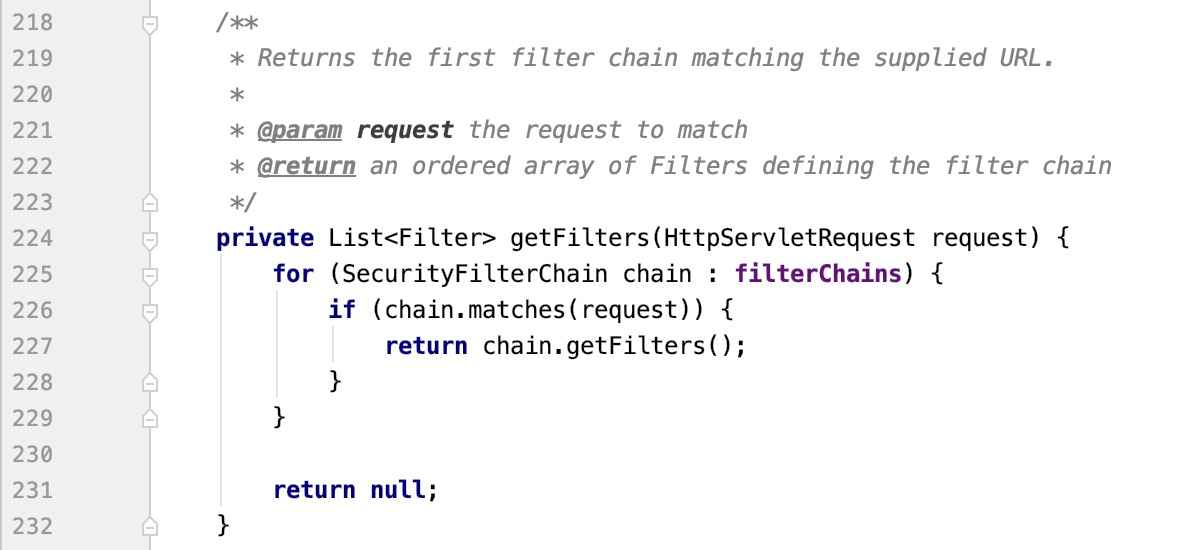 218 /**
219 * Returns the first filter chain matching the supplied URL.
220 *
221 * @param request the request to match
222 * @return an ordered array of Filters defining the filter chain
223 */
224 private List<Filter> getFilters(HttpServletRequest request) {
225 for (SecurityFilterChain chain : filterChains) {
226 if (chain.matches(request)) {
227 return chain.getFilters();
228 }
229 }
230
231 return null;
232 }